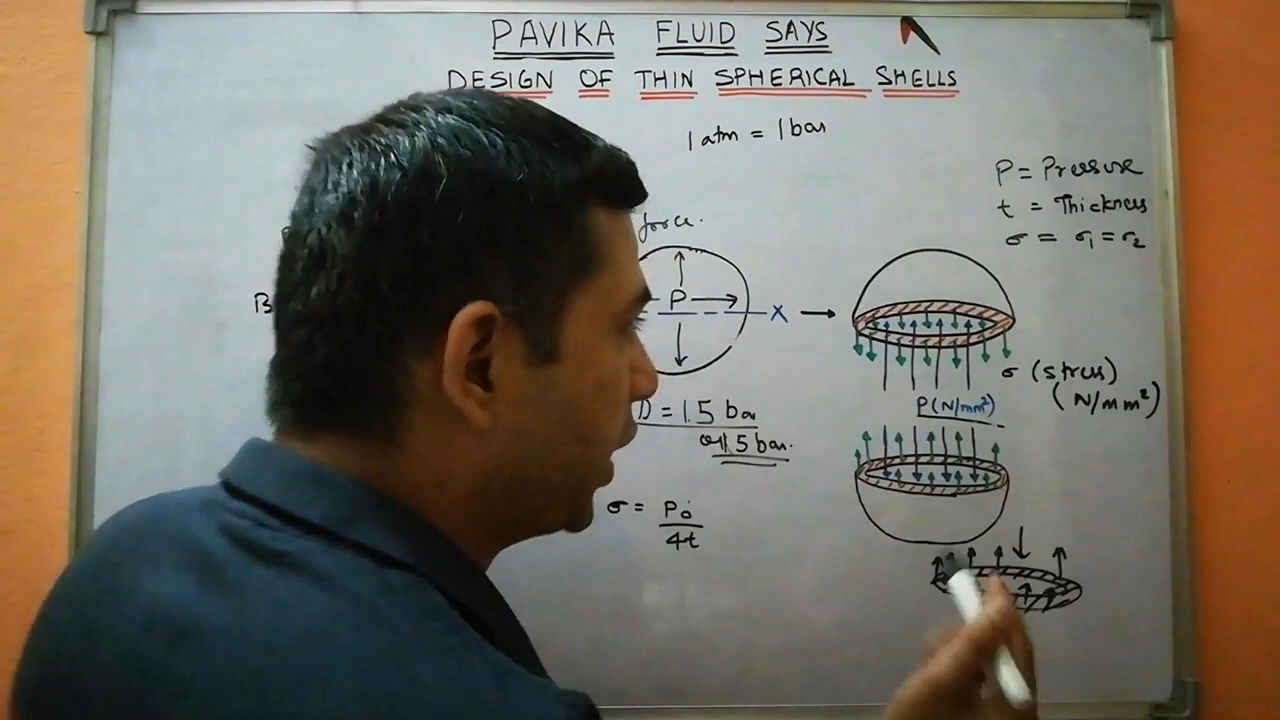 PAVIKA FLUID SAYS
DESIGN OF THIN SPHERICAL SHELLS
1 atm = 1 bar
P = Pressure
t = Thickness
σ = σ₁ = σ₂
force.
B
P
X
σ (stress)
(N/mm²)
P(N/mm²)
D = 1.5 bar
or 1.5 bar.
σ = Pd
4t